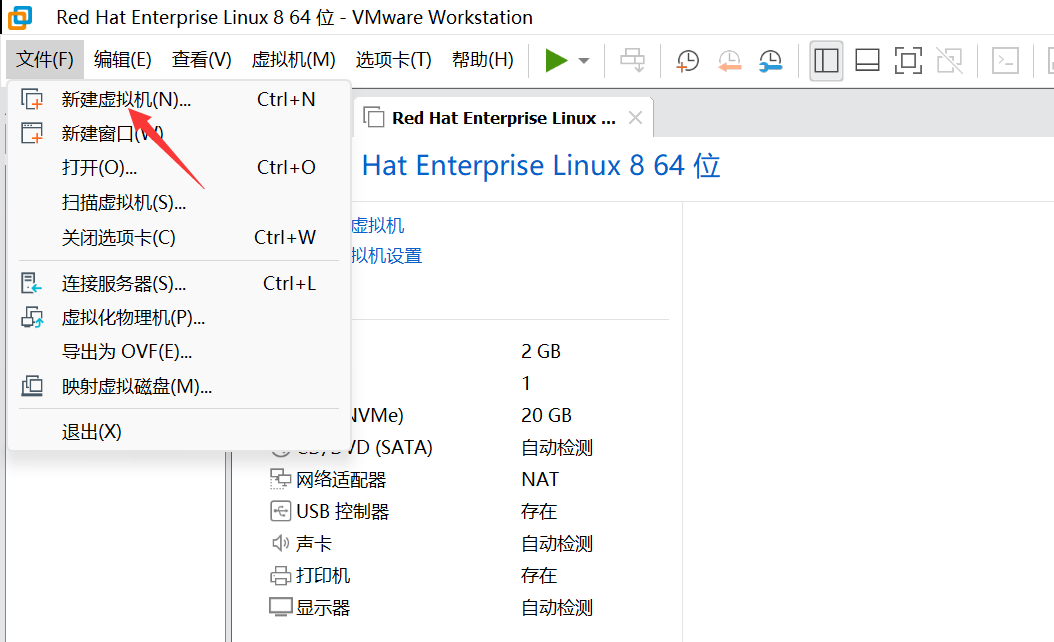 Red Hat Enterprise Linux 8 64 位 - VMware Workstation
文件(F) 编辑(E) 查看(V) 虚拟机(M) 选项卡(T) 帮助(H)
新建虚拟机(N)... Ctrl+N
新建窗口(W)
打开(O)... Ctrl+O
扫描虚拟机(S)...
关闭选项卡(C) Ctrl+W
连接服务器(S)... Ctrl+L
虚拟化物理机(P)...
导出为 OVF(E)...
映射虚拟磁盘(M)...
退出(X)
Red Hat Enterprise Linux ...
Hat Enterprise Linux 8 64 位
虚拟机
拟机设置
2 GB
1
NVMe) 20 GB
CD/DVD (SATA) 自动检测
网络适配器 NAT
USB 控制器 存在
声卡 自动检测
打印机 存在
显示器 自动检测